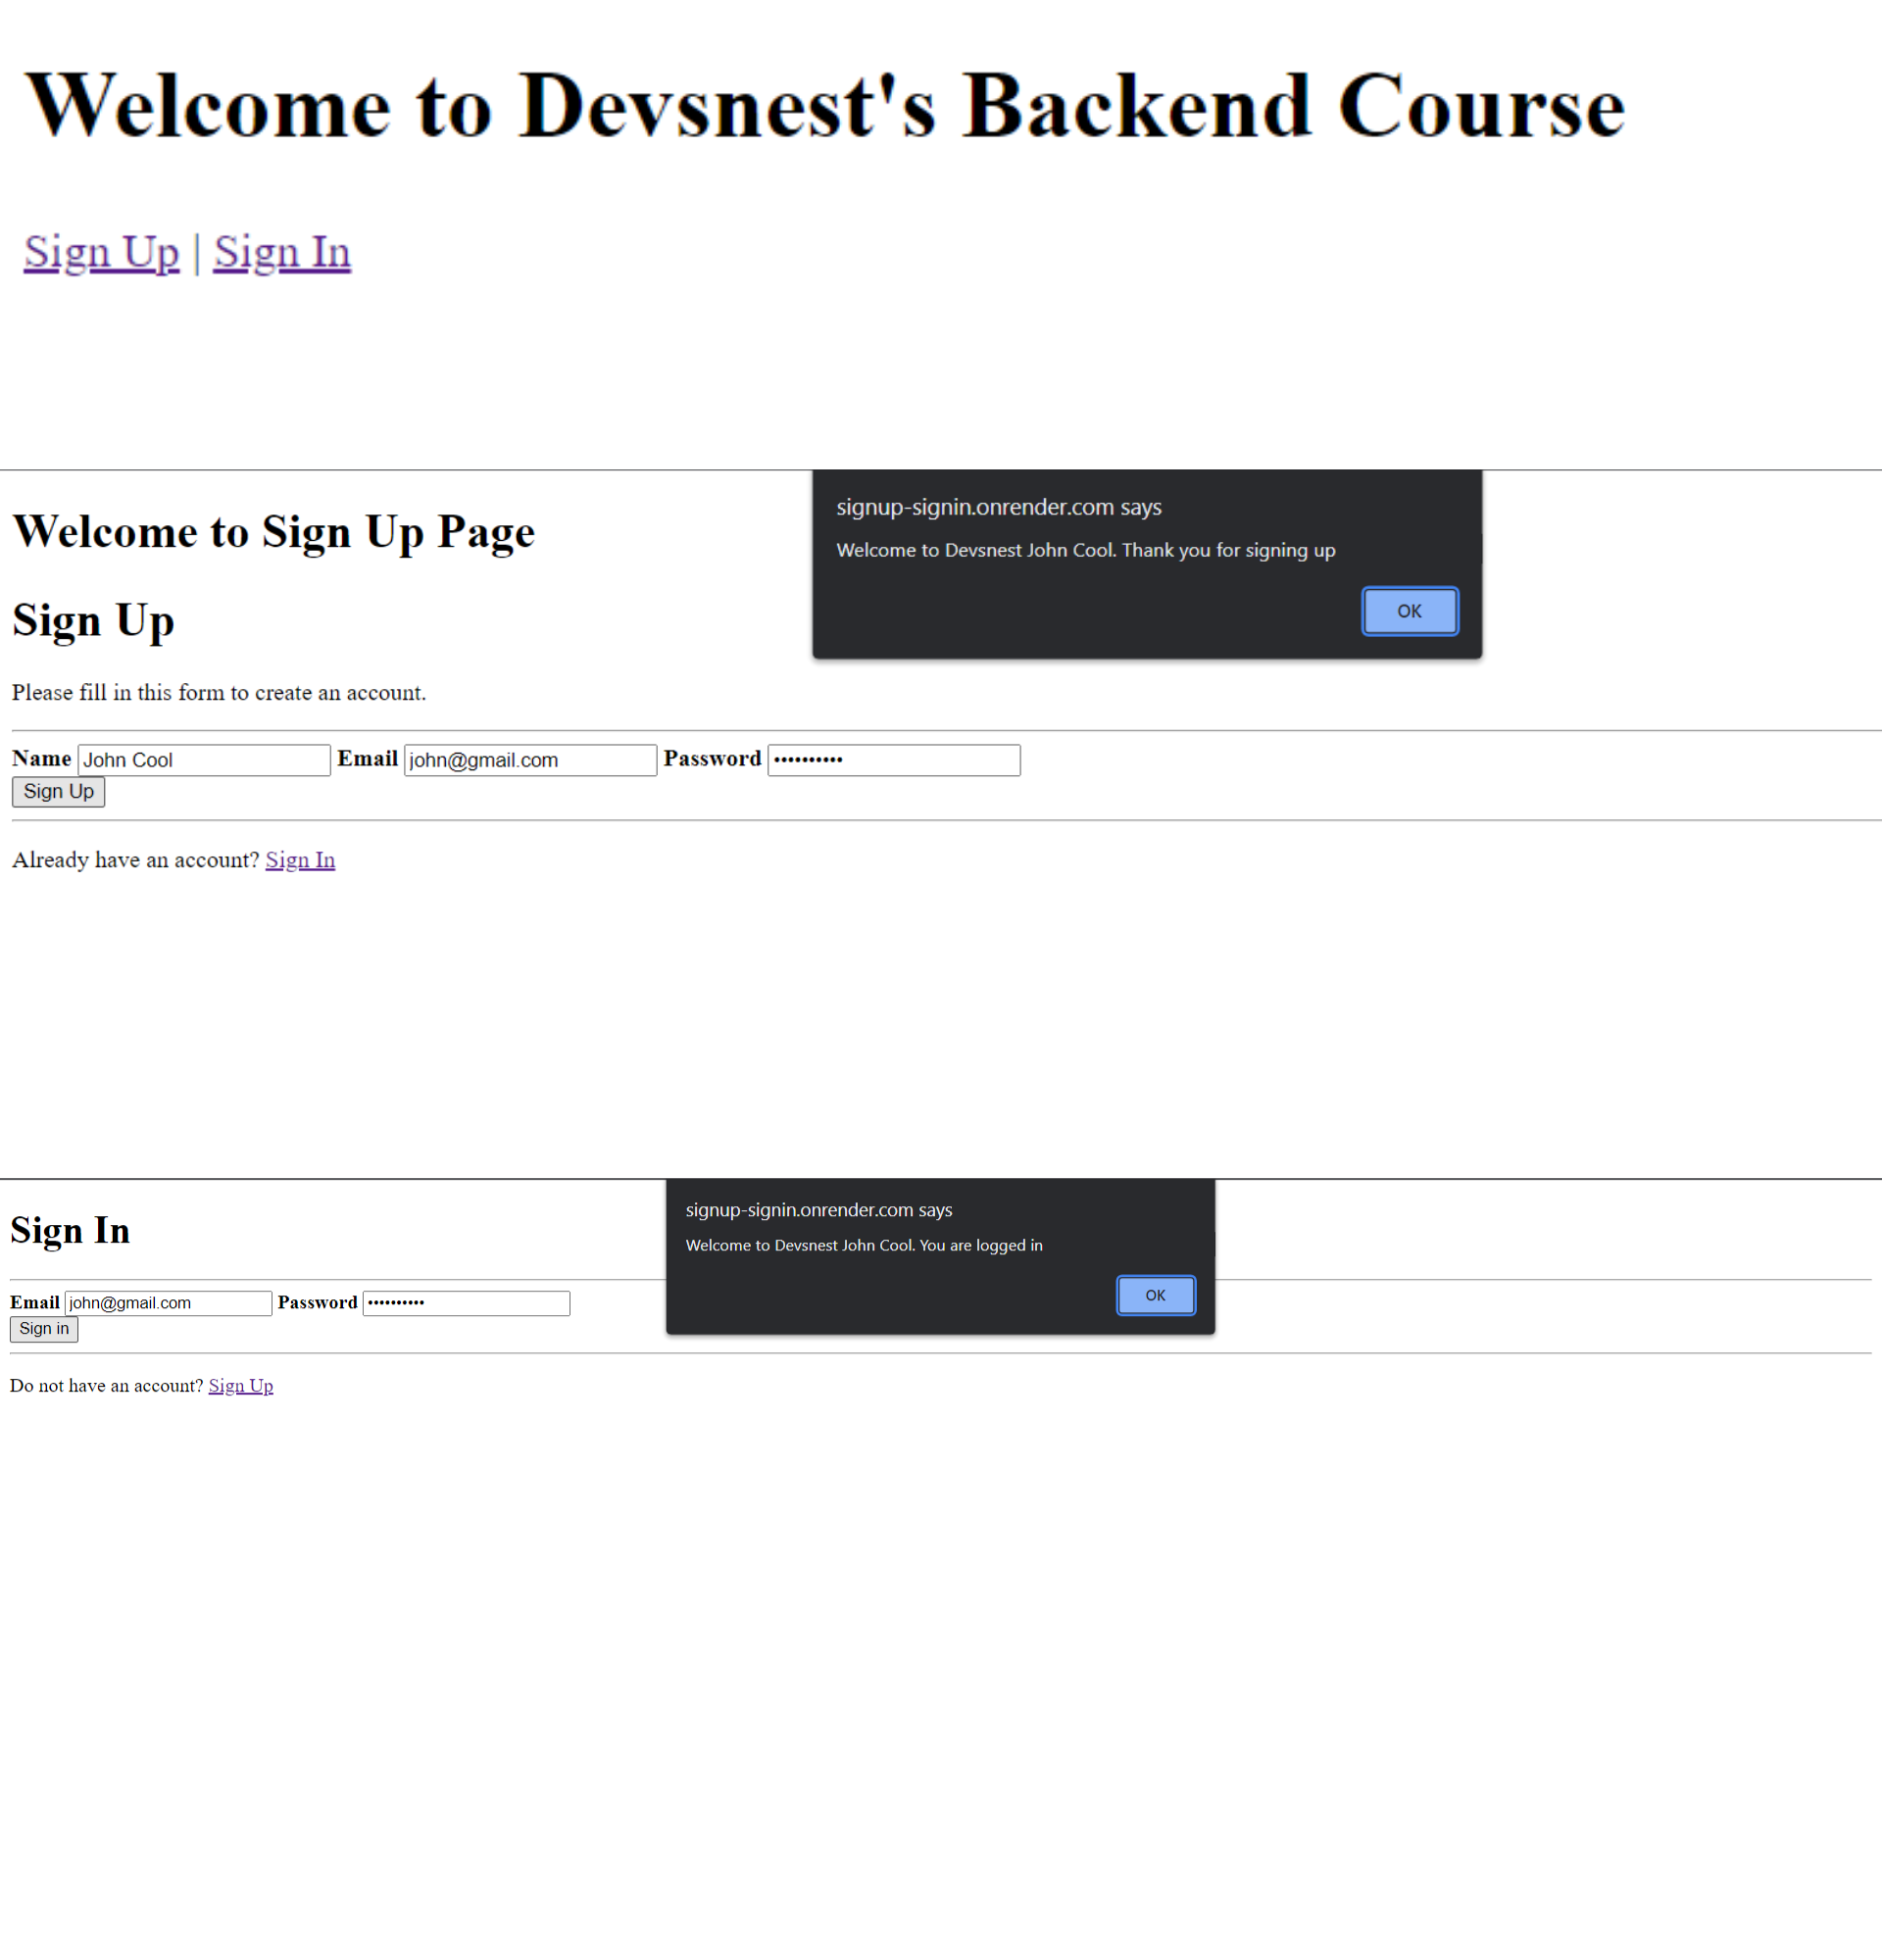 Welcome to Devsnest's Backend Course
Sign Up | Sign In
signup-signin.onrender.com says
Welcome to Devsnest John Cool. Thank you for signing up
OK
Welcome to Sign Up Page
Sign Up
Please fill in this form to create an account.
Name John Cool Email john@gmail.com Password ••••••••••
Sign Up
Already have an account? Sign In
signup-signin.onrender.com says
Welcome to Devsnest John Cool. You are logged in
OK
Sign In
Email john@gmail.com Password ••••••••••
Sign in
Do not have an account? Sign Up